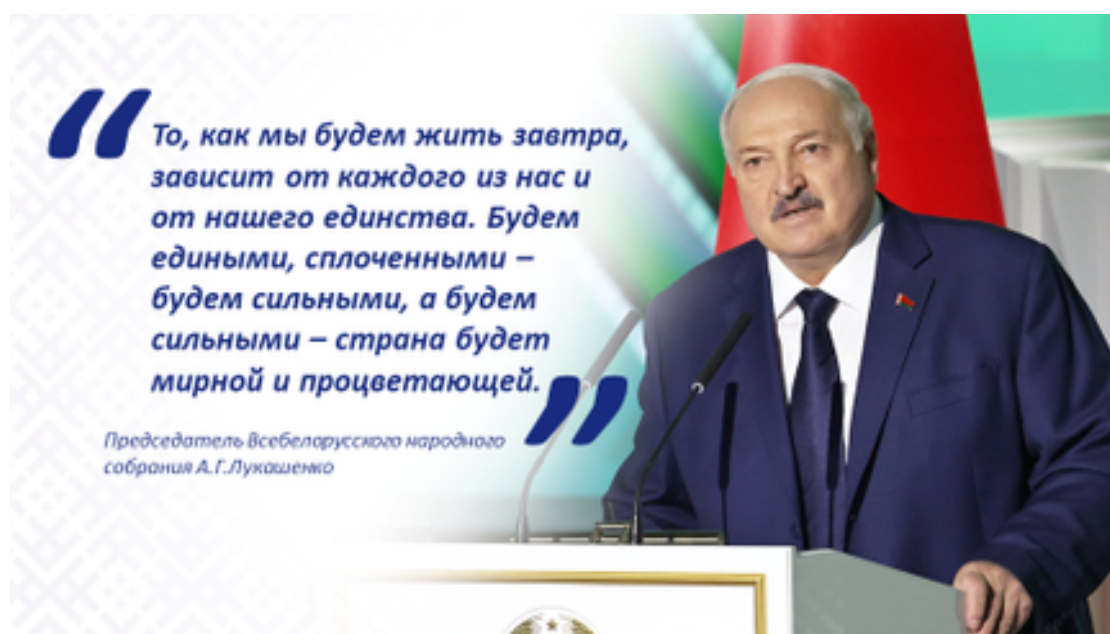 “
То, как мы будем жить завтра,
зависит от каждого из нас и
от нашего единства. Будем
едиными, сплоченными –
будем сильными, а будем
сильными – страна будет
мирной и процветающей.
”
Председатель Всебелорусского народного
собрания А.Г.Лукашенко